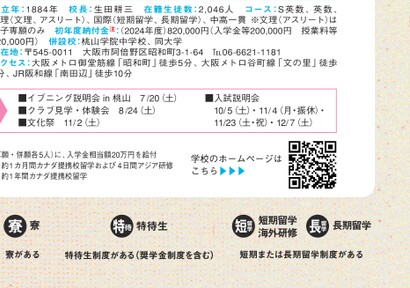 立年：1884年　校長：生田耕三　在籍生徒数：2,046人　コース：S英数、英数、
文理（文理、アスリート）、国際（短期留学、長期留学）、中高一貫　※文理（アスリート）は
子専願のみ　初年度納付金：（2024年度）820,000円（入学金等200,000円　授業料等
20,000円）　併設校：桃山学院中学校、同大学
在地：〒545-0011　大阪市阿倍野区昭和町3-1-64　℡06-6621-1181
クセス：大阪メトロ御堂筋線「昭和町」徒歩5分、大阪メトロ谷町線「文の里」徒歩
分、JR阪和線「南田辺」徒歩10分
■イブニング説明会 in 桃山　7/20（土）
■クラブ見学・体験会　8/24（土）
■文化祭　11/2（土）
■入試説明会
10/5（土）・11/4（月・振休）・
11/23（土・祝）・12/7（土）
願・併願各5人）に、入学金相当額20万円を給付
約1カ月間カナダ提携校留学および4日間アジア研修
約1年間カナダ提携校留学
学校のホームページは
こちら▶▶▶
寮 寮
特待 特待生
短留学 短期留学
海外研修
長留学 長期留学
寮がある
特待生制度がある（奨学金制度を含む）
短期または長期留学制度がある